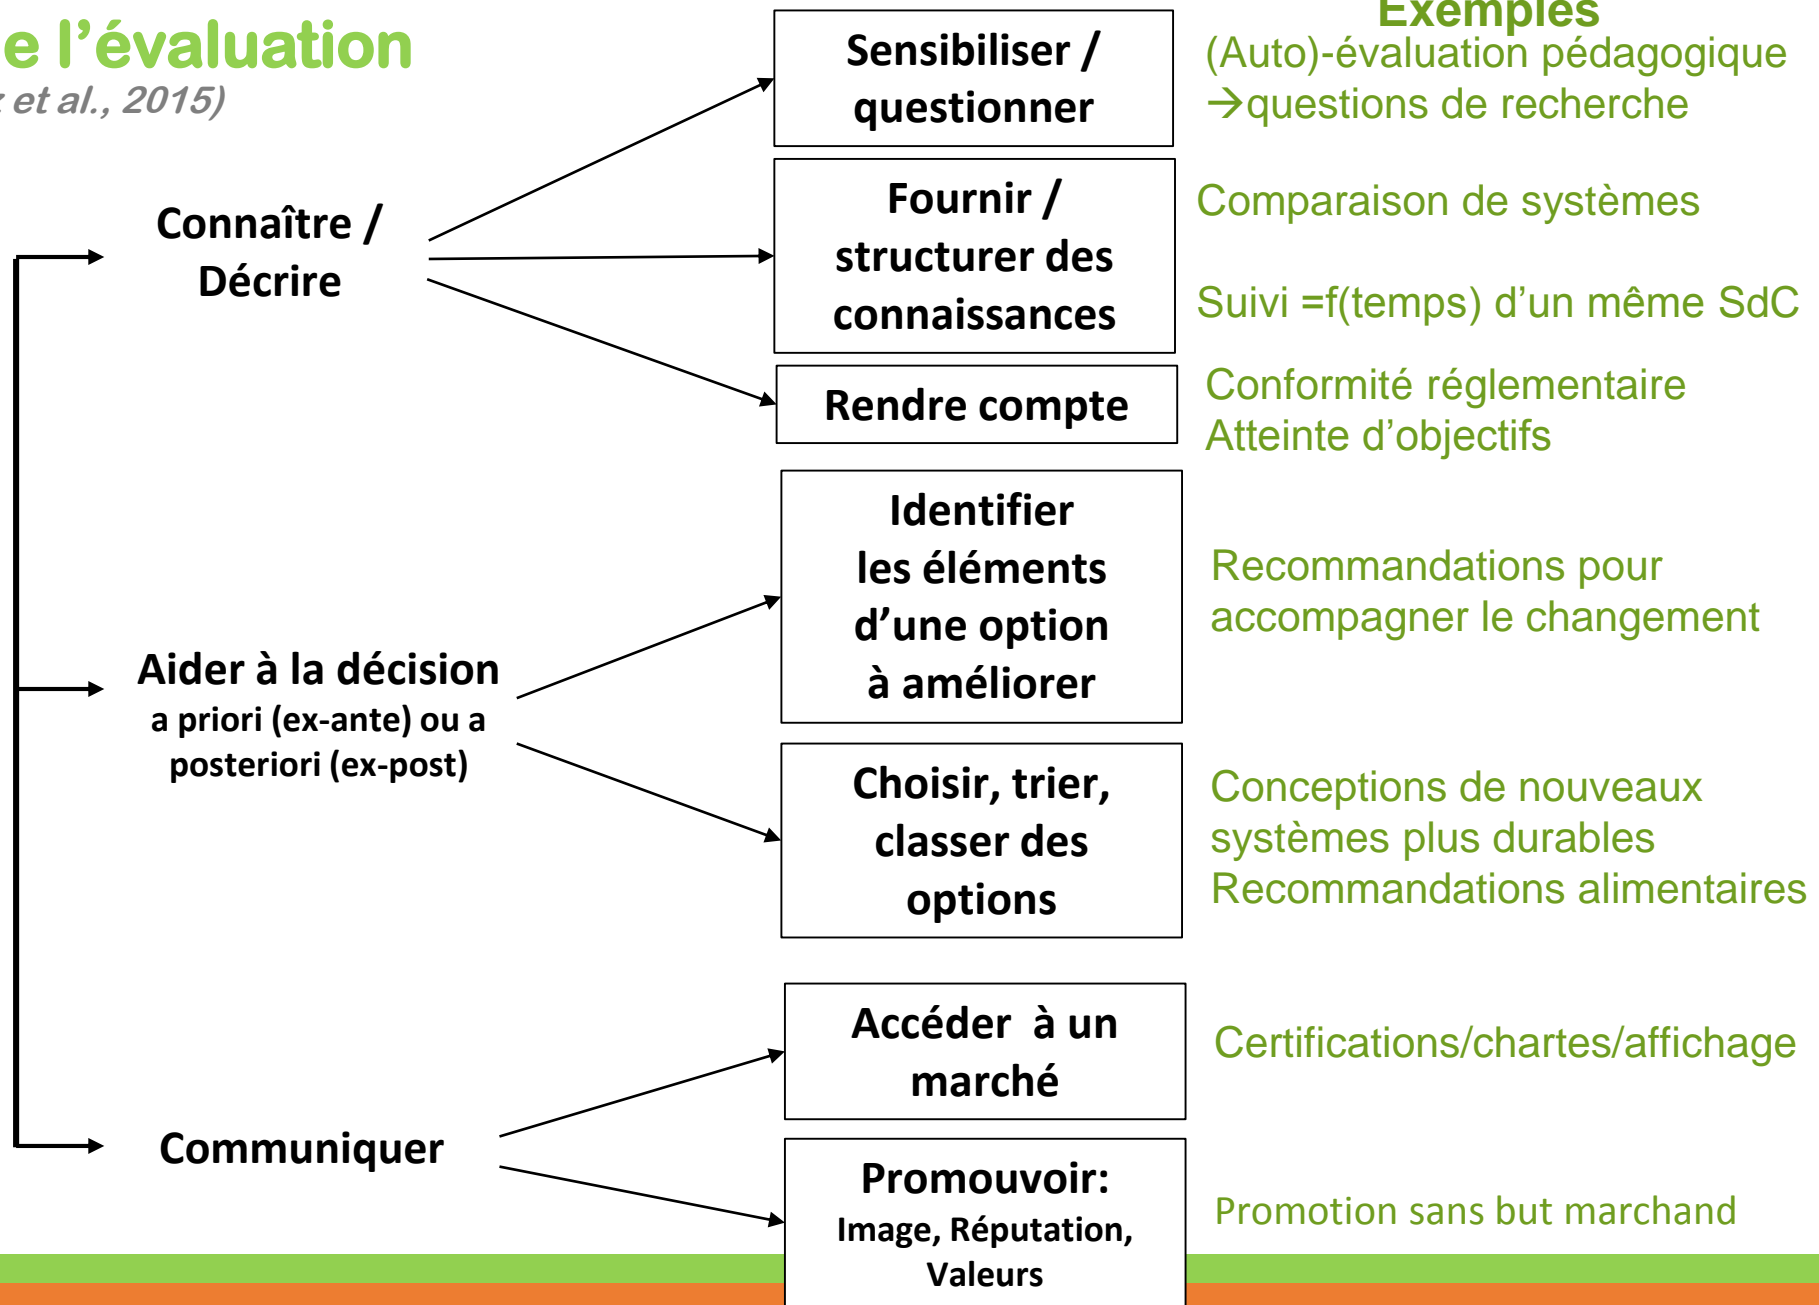 e l’évaluation
et al., 2015)
Exemples
Connaître /
Décrire
Sensibiliser /
questionner
(Auto)-évaluation pédagogique
→questions de recherche
Fournir /
structurer des
connaissances
Comparaison de systèmes
Suivi =f(temps) d’un même SdC
Rendre compte
Conformité réglementaire
Atteinte d’objectifs
Aider à la décision
a priori (ex-ante) ou a
posteriori (ex-post)
Identifier
les éléments
d’une option
à améliorer
Recommandations pour
accompagner le changement
Choisir, trier,
classer des
options
Conceptions de nouveaux
systèmes plus durables
Recommandations alimentaires
Communiquer
Accéder à un
marché
Certifications/chartes/affichage
Promouvoir:
Image, Réputation,
Valeurs
Promotion sans but marchand